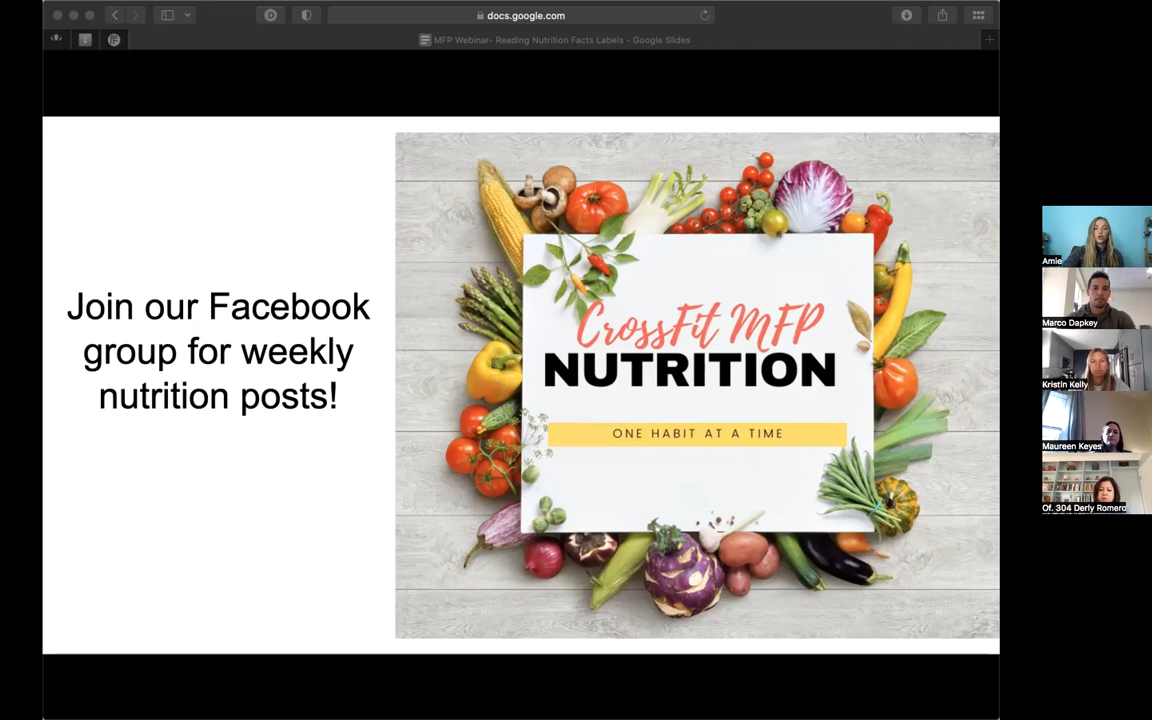 docs.google.com
MFP Webinar- Reading Nutrition Facts Labels - Google Slides
Join our Facebook
group for weekly
nutrition posts!
CrossFit MFP
NUTRITION
ONE HABIT AT A TIME
Amie
Marco Dapkey
Kristin Kelly
Maureen Keyes
Of. 304 Derly Romero